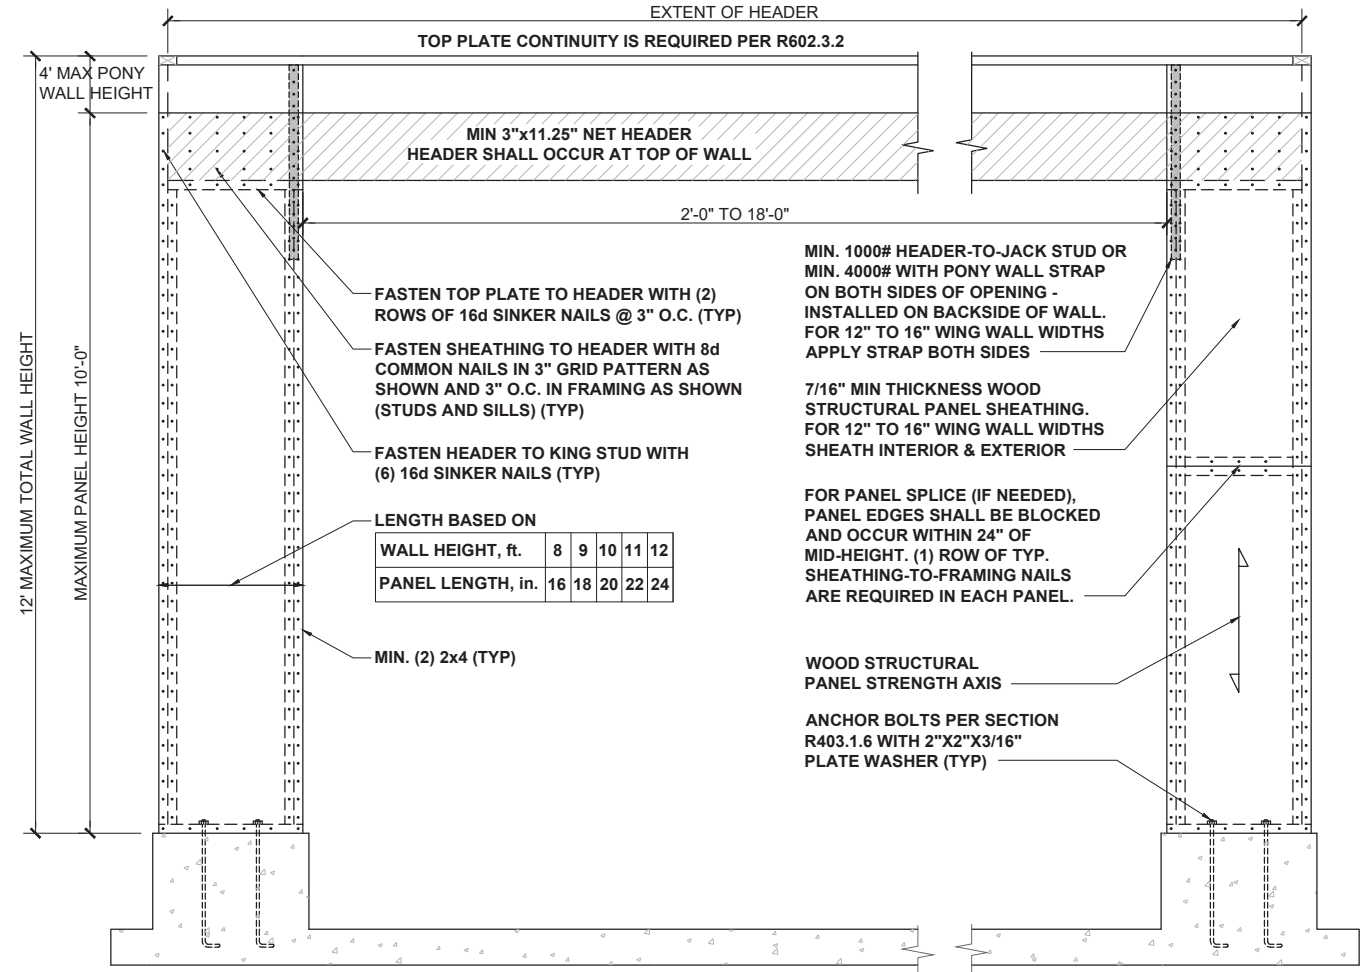 EXTENT OF HEADER
TOP PLATE CONTINUITY IS REQUIRED PER R602.3.2
4' MAX PONY
WALL HEIGHT
MIN 3"x11.25" NET HEADER
HEADER SHALL OCCUR AT TOP OF WALL
2'-0" TO 18'-0"
12' MAXIMUM TOTAL WALL HEIGHT
MAXIMUM PANEL HEIGHT 10'-0"
FASTEN TOP PLATE TO HEADER WITH (2)
ROWS OF 16d SINKER NAILS @ 3" O.C. (TYP)
FASTEN SHEATHING TO HEADER WITH 8d
COMMON NAILS IN 3" GRID PATTERN AS
SHOWN AND 3" O.C. IN FRAMING AS SHOWN
(STUDS AND SILLS) (TYP)
FASTEN HEADER TO KING STUD WITH
(6) 16d SINKER NAILS (TYP)
LENGTH BASED ON
WALL HEIGHT, ft. 8 9 10 11 12
PANEL LENGTH, in. 16 18 20 22 24
MIN. (2) 2x4 (TYP)
MIN. 1000# HEADER-TO-JACK STUD OR
MIN. 4000# WITH PONY WALL STRAP
ON BOTH SIDES OF OPENING -
INSTALLED ON BACKSIDE OF WALL.
FOR 12" TO 16" WING WALL WIDTHS
APPLY STRAP BOTH SIDES
7/16" MIN THICKNESS WOOD
STRUCTURAL PANEL SHEATHING.
FOR 12" TO 16" WING WALL WIDTHS
SHEATH INTERIOR & EXTERIOR
FOR PANEL SPLICE (IF NEEDED),
PANEL EDGES SHALL BE BLOCKED
AND OCCUR WITHIN 24" OF
MID-HEIGHT. (1) ROW OF TYP.
SHEATHING-TO-FRAMING NAILS
ARE REQUIRED IN EACH PANEL.
WOOD STRUCTURAL
PANEL STRENGTH AXIS
ANCHOR BOLTS PER SECTION
R403.1.6 WITH 2"X2"X3/16"
PLATE WASHER (TYP)